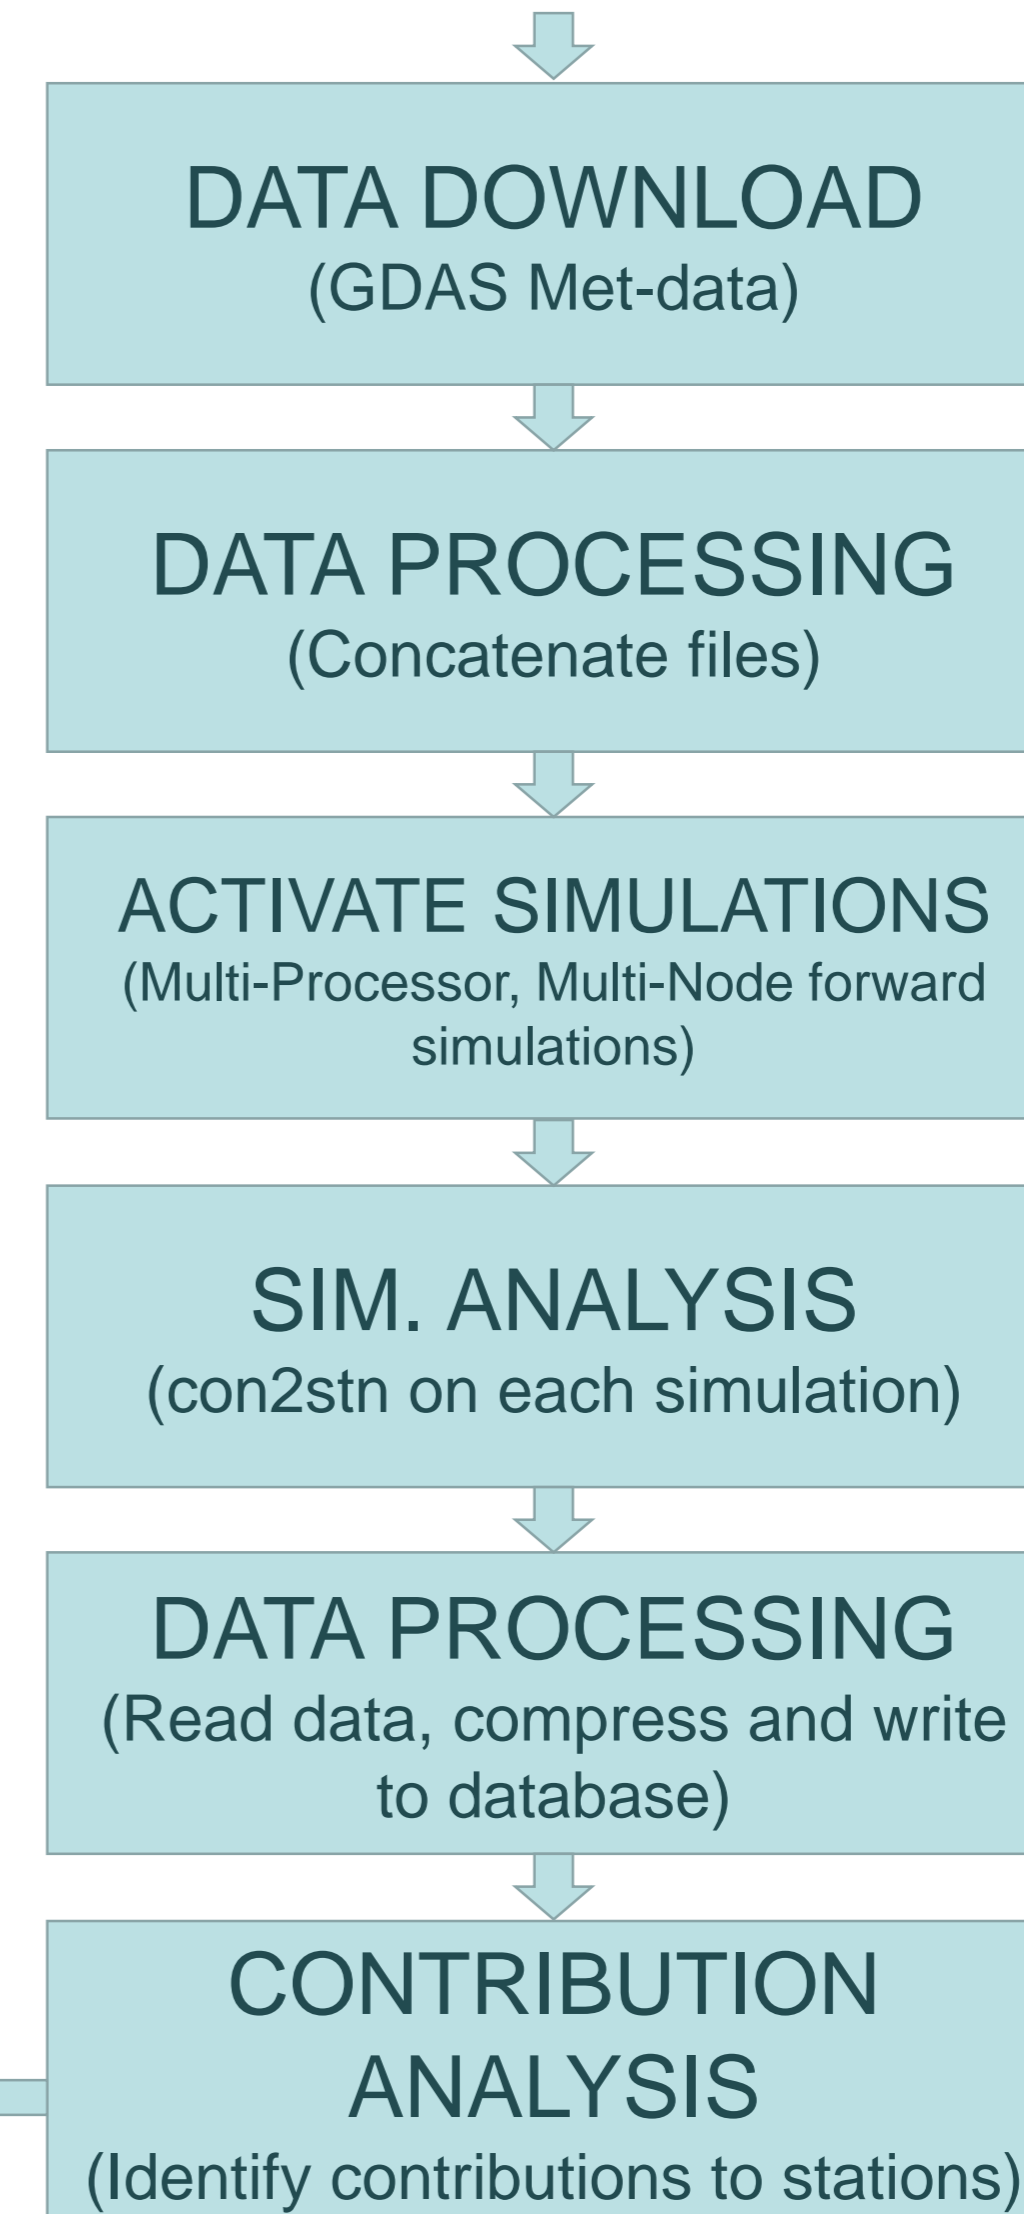 DATA DOWNLOAD
(GDAS Met-data)
DATA PROCESSING
(Concatenate files)
ACTIVATE SIMULATIONS
(Multi-Processor, Multi-Node forward
simulations)
SIM. ANALYSIS
(con2stn on each simulation)
DATA PROCESSING
(Read data, compress and write
to database)
CONTRIBUTION
ANALYSIS
(Identify contributions to stations)